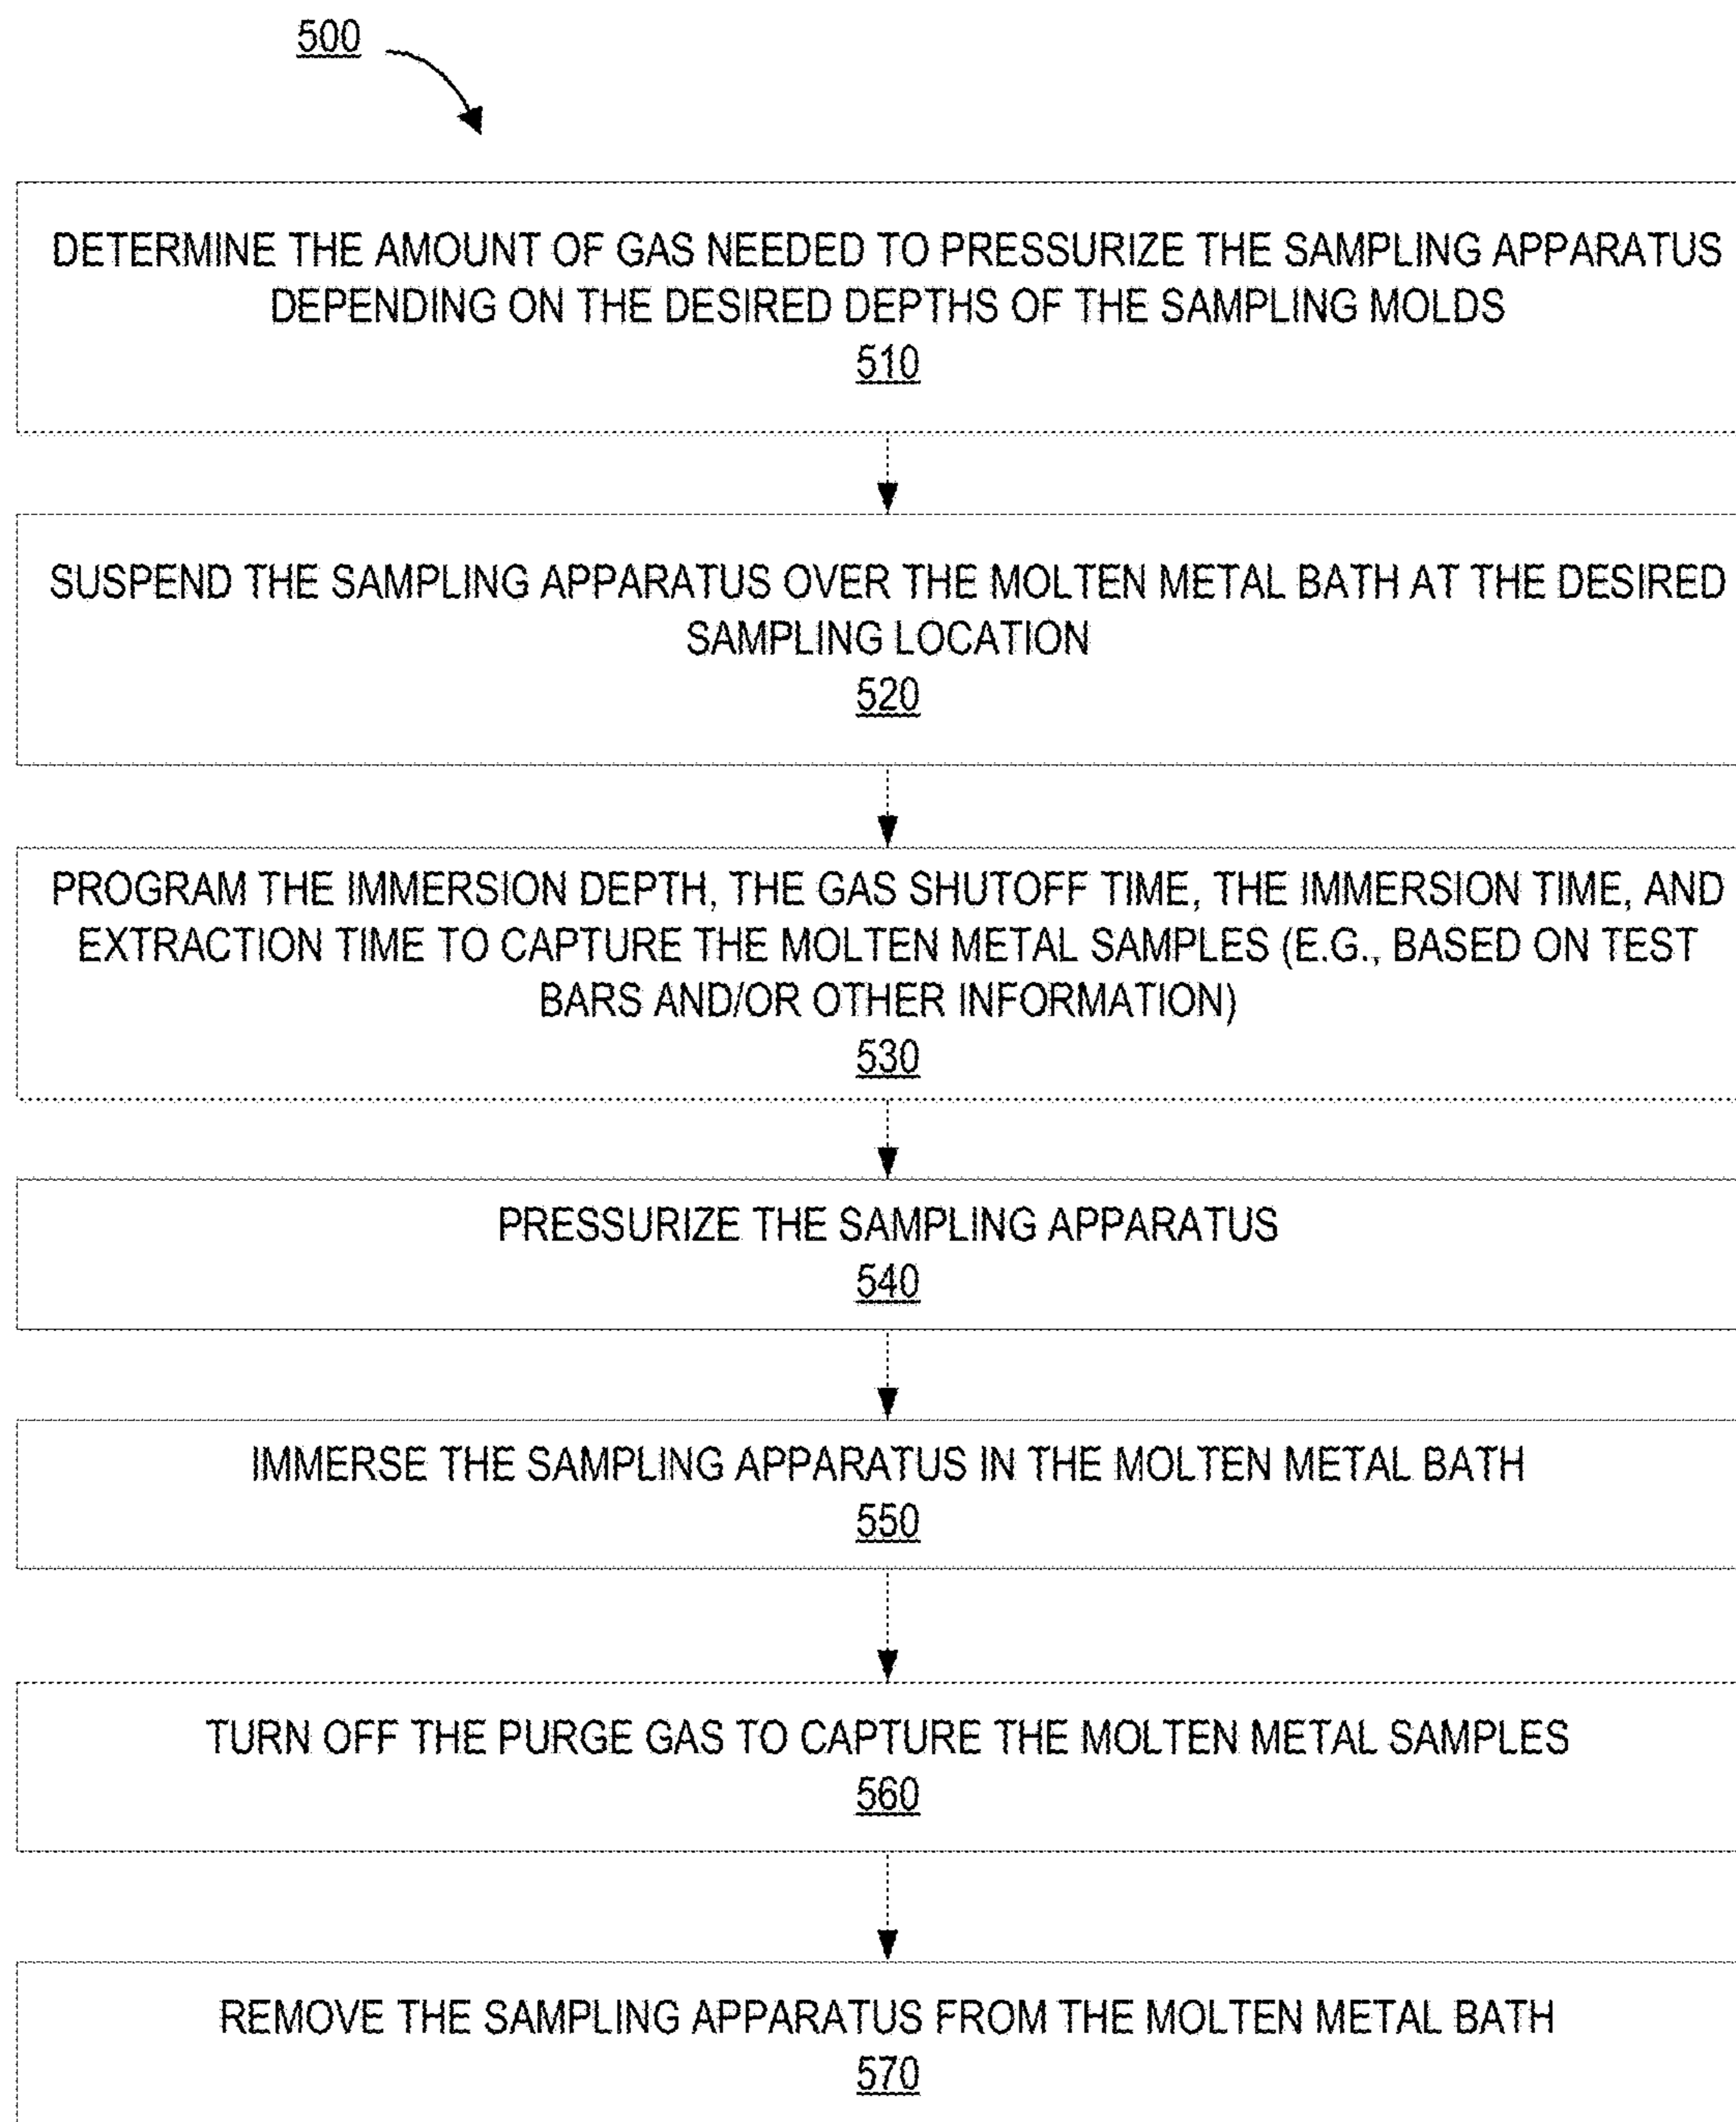 500
DETERMINE THE AMOUNT OF GAS NEEDED TO PRESSURIZE THE SAMPLING APPARATUS
DEPENDING ON THE DESIRED DEPTHS OF THE SAMPLING MOLDS
510
SUSPEND THE SAMPLING APPARATUS OVER THE MOLTEN METAL BATH AT THE DESIRED
SAMPLING LOCATION
520
PROGRAM THE IMMERSION DEPTH, THE GAS SHUTOFF TIME, THE IMMERSION TIME, AND
EXTRACTION TIME TO CAPTURE THE MOLTEN METAL SAMPLES (E.G., BASED ON TEST
BARS AND/OR OTHER INFORMATION)
530
PRESSURIZE THE SAMPLING APPARATUS
540
IMMERSE THE SAMPLING APPARATUS IN THE MOLTEN METAL BATH
550
TURN OFF THE PURGE GAS TO CAPTURE THE MOLTEN METAL SAMPLES
560
REMOVE THE SAMPLING APPARATUS FROM THE MOLTEN METAL BATH
570